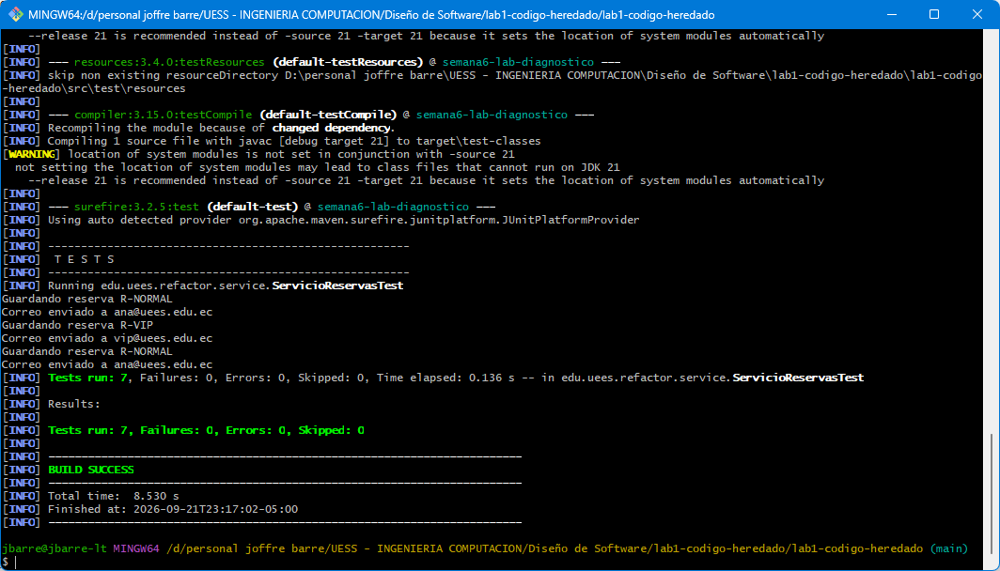 MINGW64:/d/personal joffre barre/UESS - INGENIERIA COMPUTACION/Diseño de Software/lab1-codigo-heredado/lab1-codigo-heredado
--release 21 is recommended instead of -source 21 -target 21 because it sets the location of system modules automatically
[INFO]
[INFO] --- resources:3.4.0:testResources (default-testResources) @ semana6-lab-diagnostico ---
[INFO] skip non existing resourceDirectory D:\personal joffre barre\UESS - INGENIERIA COMPUTACION\Diseño de Software\lab1-codigo-heredado\lab1-codigo
-heredado\src\test\resources
[INFO]
[INFO] --- compiler:3.15.0:testCompile (default-testCompile) @ semana6-lab-diagnostico ---
[INFO] Recompiling the module because of changed dependency.
[INFO] Compiling 1 source file with javac [debug target 21] to target\test-classes
[WARNING] location of system modules is not set in conjunction with -source 21
not setting the location of system modules may lead to class files that cannot run on JDK 21
--release 21 is recommended instead of -source 21 -target 21 because it sets the location of system modules automatically
[INFO]
[INFO] --- surefire:3.2.5:test (default-test) @ semana6-lab-diagnostico ---
[INFO] Using auto detected provider org.apache.maven.surefire.junitplatform.JUnitPlatformProvider
[INFO]
[INFO] -------------------------------------------------------
[INFO]  T E S T S
[INFO] -------------------------------------------------------
[INFO] Running edu.uees.refactor.service.ServicioReservasTest
Guardando reserva R-NORMAL
Correo enviado a ana@uees.edu.ec
Guardando reserva R-VIP
Correo enviado a vip@uees.edu.ec
Guardando reserva R-NORMAL
Correo enviado a ana@uees.edu.ec
[INFO] Tests run: 7, Failures: 0, Errors: 0, Skipped: 0, Time elapsed: 0.136 s -- in edu.uees.refactor.service.ServicioReservasTest
[INFO]
[INFO] Results:
[INFO]
[INFO] Tests run: 7, Failures: 0, Errors: 0, Skipped: 0
[INFO]
[INFO] ------------------------------------------------------------------------
[INFO] BUILD SUCCESS
[INFO] ------------------------------------------------------------------------
[INFO] Total time:  8.530 s
[INFO] Finished at: 2026-09-21T23:17:02-05:00
[INFO] ------------------------------------------------------------------------
jbarre@jbarre-lt MINGW64 /d/personal joffre barre/UESS - INGENIERIA COMPUTACION/Diseño de Software/lab1-codigo-heredado/lab1-codigo-heredado (main)
$